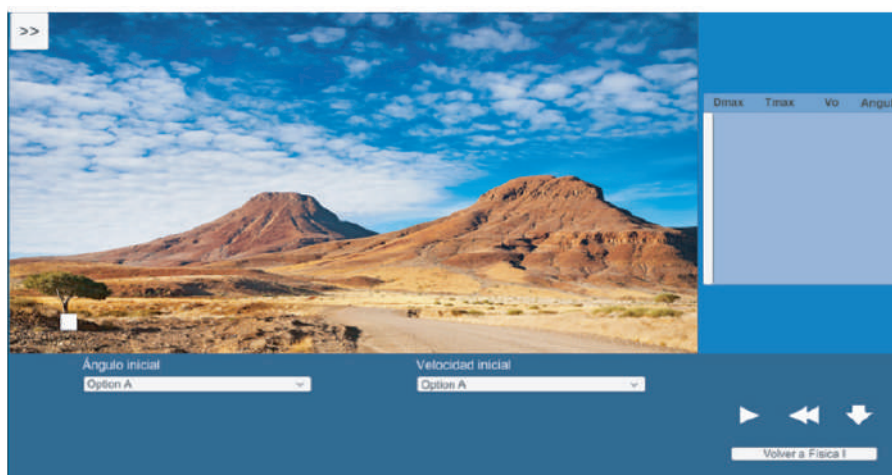 >>
Dmax Tmax Vo Angul
Ángulo inicial
Velocidad inicial
Option A
Option A
Volver a Física I